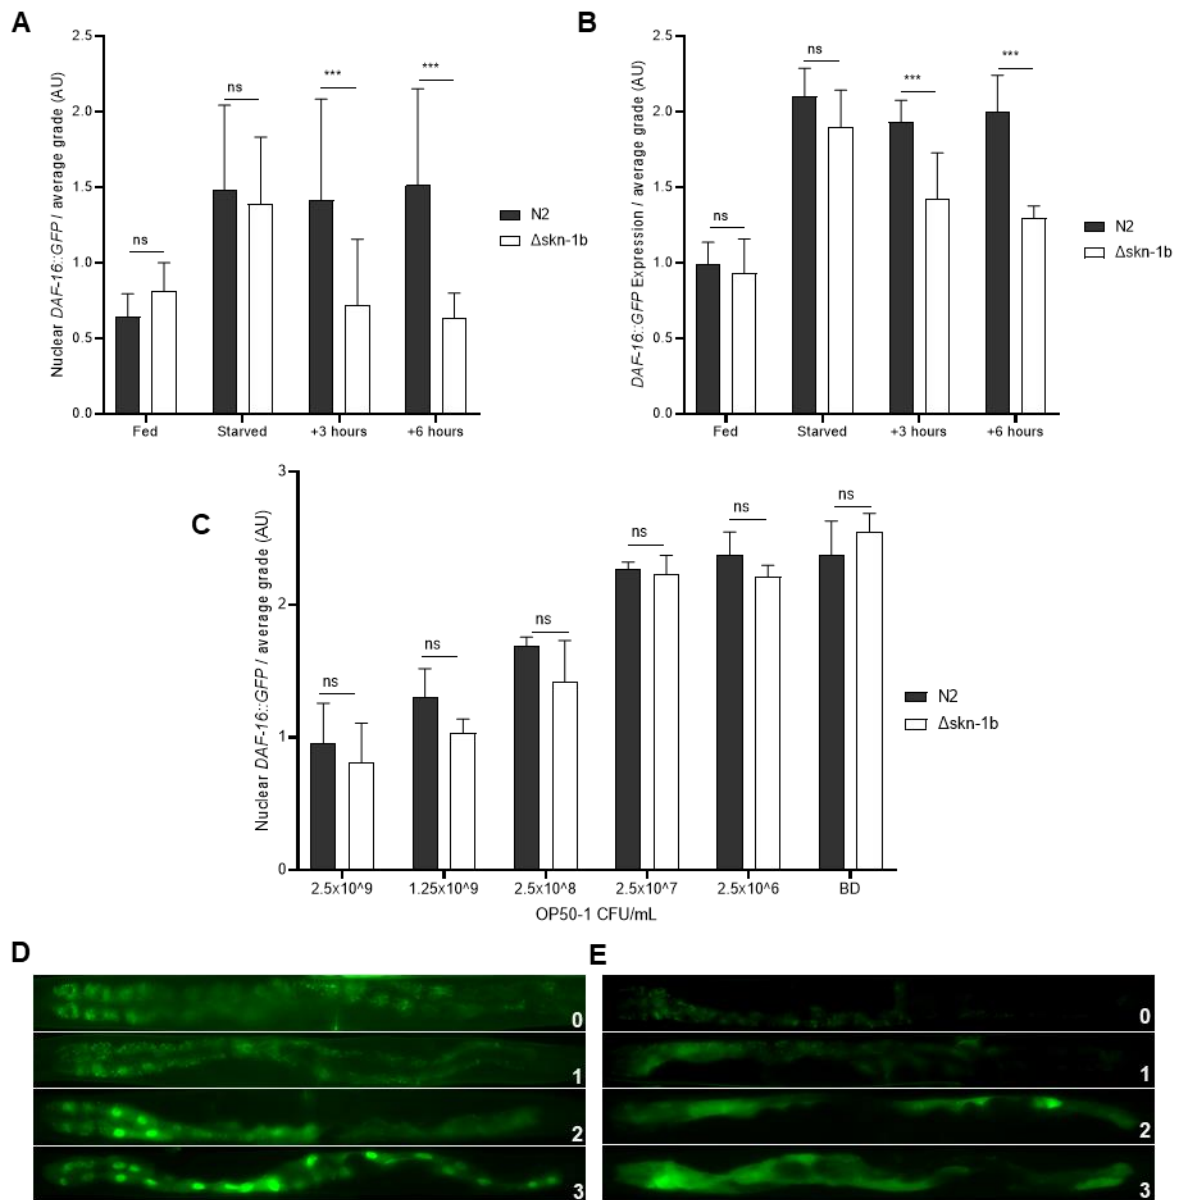 A
Nuclear DAF-16::GFP / average grade (AU)
2.5
2.0
1.5
1.0
0.5
0.0
ns
ns
***
***
Fed
Starved
+3 hours
+6 hours
N2
Δskn-1b
B
DAF-16::GFP Expression / average grade (AU)
2.5
2.0
1.5
1.0
0.5
0.0
ns
ns
***
***
Fed
Starved
+3 hours
+6 hours
N2
Δskn-1b
C
Nuclear DAF-16::GFP / average grade (AU)
3
2
1
0
ns
ns
ns
ns
ns
ns
2.5x10^9
1.25x10^9
2.5x10^8
2.5x10^7
2.5x10^6
BD
OP50-1 CFU/mL
N2
Δskn-1b
D
0
1
2
3
E
0
1
2
3